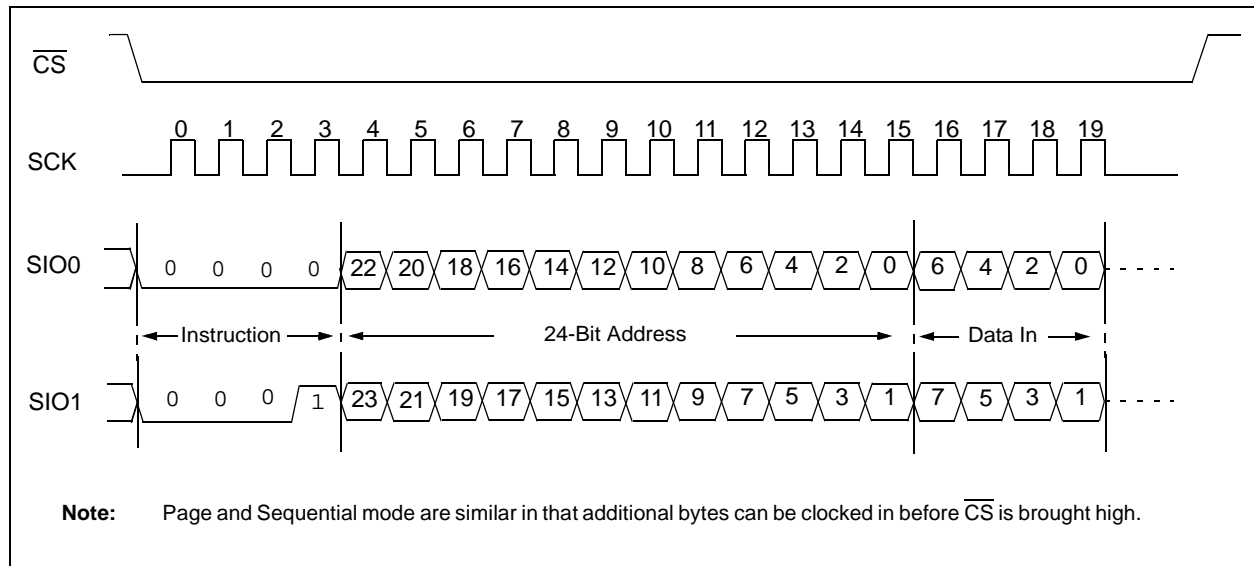 CS
0 1 2 3 4 5 6 7 8 9 10 11 12 13 14 15 16 17 18 19
SCK
SIO0 0 0 0 0 22 20 18 16 14 12 10 8 6 4 2 0 6 4 2 0
Instruction 24-Bit Address Data In
SIO1 0 0 0 1 23 21 19 17 15 13 11 9 7 5 3 1 7 5 3 1
Note: Page and Sequential mode are similar in that additional bytes can be clocked in before CS is brought high.